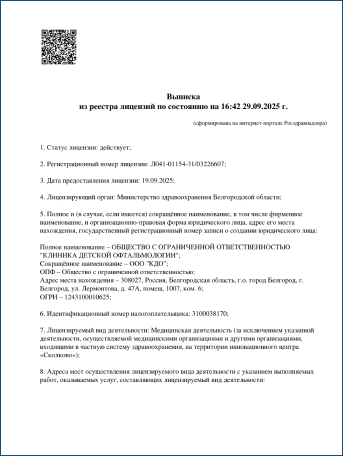 Выписка
из реестра лицензий по состоянию на 16:42 29.09.2025 г.
(сформирована на интернет-портале Росздравнадзора)
1. Статус лицензии: действует;
2. Регистрационный номер лицензии: Л041-01154-31/03226607;
3. Дата предоставления лицензии: 19.09.2025;
4. Лицензирующий орган: Министерство здравоохранения Белгородской области;
5. Полное и (в случае, если имеется) сокращённое наименование, в том числе фирменное
наименование, и организационно-правовая форма юридического лица, адрес его места
нахождения, государственный регистрационный номер записи о создании юридического лица:
Полное наименование – ОБЩЕСТВО С ОГРАНИЧЕННОЙ ОТВЕТСТВЕННОСТЬЮ
"КЛИНИКА ДЕТСКОЙ ОФТАЛЬМОЛОГИИ";
Сокращённое наименование – ООО "КДО";
ОПФ – Общество с ограниченной ответственностью;
Адрес места нахождения – 308027, Россия, Белгородская область, г.о. город Белгород, г.
Белгород, ул. Лермонтова, д. 47А, помещ. 1007, ком. 6;
ОГРН – 1243100010625;
6. Идентификационный номер налогоплательщика: 3100038170;
7. Лицензируемый вид деятельности: Медицинская деятельность (за исключением указанной
деятельности, осуществляемой медицинскими организациями и другими организациями,
входящими в частную систему здравоохранения, на территории инновационного центра
«Сколково»);
8. Адреса мест осуществления лицензируемого вида деятельности с указанием выполняемых
работ, оказываемых услуг, составляющих лицензируемый вид деятельности: